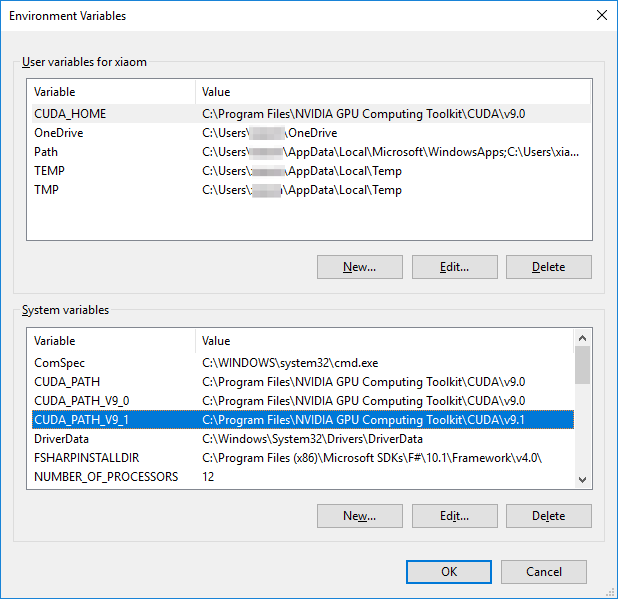 Environment Variables
User variables for xiaom
Variable Value
CUDA_HOME C:\Program Files\NVIDIA GPU Computing Toolkit\CUDA\v9.0
OneDrive C:\Users\ \OneDrive
Path C:\Users\ \AppData\Local\Microsoft\WindowsApps;C:\Users\xia...
TEMP C:\Users\ \AppData\Local\Temp
TMP C:\Users\ \AppData\Local\Temp
New... Edit... Delete
System variables
Variable Value
ComSpec C:\WINDOWS\system32\cmd.exe
CUDA_PATH C:\Program Files\NVIDIA GPU Computing Toolkit\CUDA\v9.0
CUDA_PATH_V9_0 C:\Program Files\NVIDIA GPU Computing Toolkit\CUDA\v9.0
CUDA_PATH_V9_1 C:\Program Files\NVIDIA GPU Computing Toolkit\CUDA\v9.1
DriverData C:\Windows\System32\Drivers\DriverData
FSHARPINSTALLDIR C:\Program Files (x86)\Microsoft SDKs\F#\10.1\Framework\v4.0\
NUMBER_OF_PROCESSORS 12
New... Edit... Delete
OK Cancel